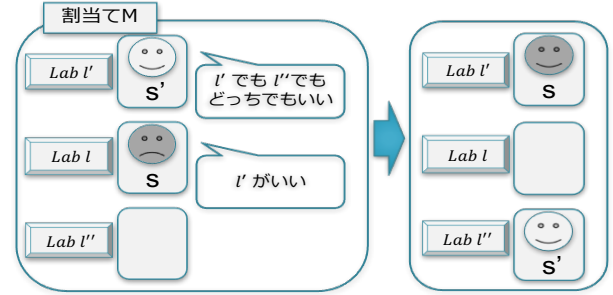 割当てM
Lab l′
s’
l′ でも l′′でも
どっちでもいい
Lab l
s
l′ がいい
Lab l′′
Lab l′
s
Lab l
Lab l′′
s’